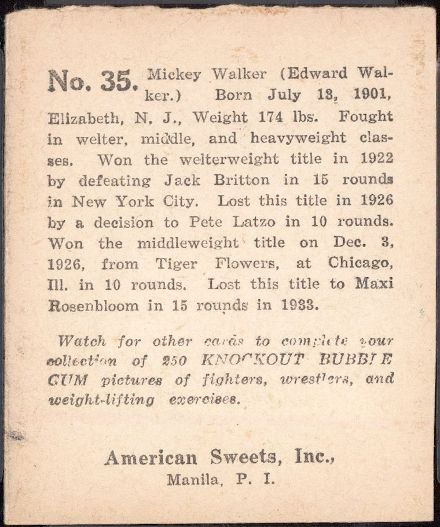 No. 35. Mickey Walker (Edward Wal-
ker.) Born July 13, 1901,
Elizabeth, N. J., Weight 174 lbs. Fought
in welter, middle, and heavyweight clas-
ses. Won the welterweight title in 1922
by defeating Jack Britton in 15 rounds
in New York City. Lost this title in 1926
by a decision to Pete Latzo in 10 rounds.
Won the middleweight title on Dec. 3,
1926, from Tiger Flowers, at Chicago,
Ill. in 10 rounds. Lost this title to Maxi
Rosenbloom in 15 rounds in 1933.
Watch for other cards to complete your
collection of 250 KNOCKOUT BUBBLE
GUM pictures of fighters, wrestlers, and
weight-lifting exercises.
American Sweets, Inc.,
Manila, P. I.